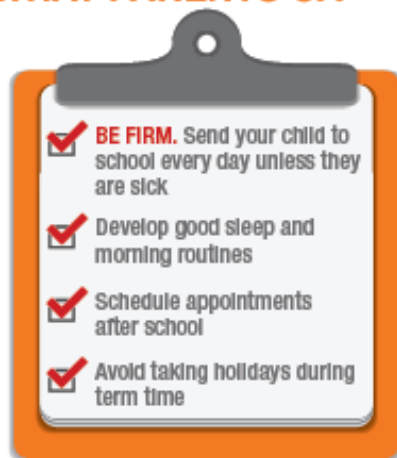 BE FIRM. Send your child to
school every day unless they
are sick
Develop good sleep and
morning routines
Schedule appointments
after school
Avoid taking holidays during
term time